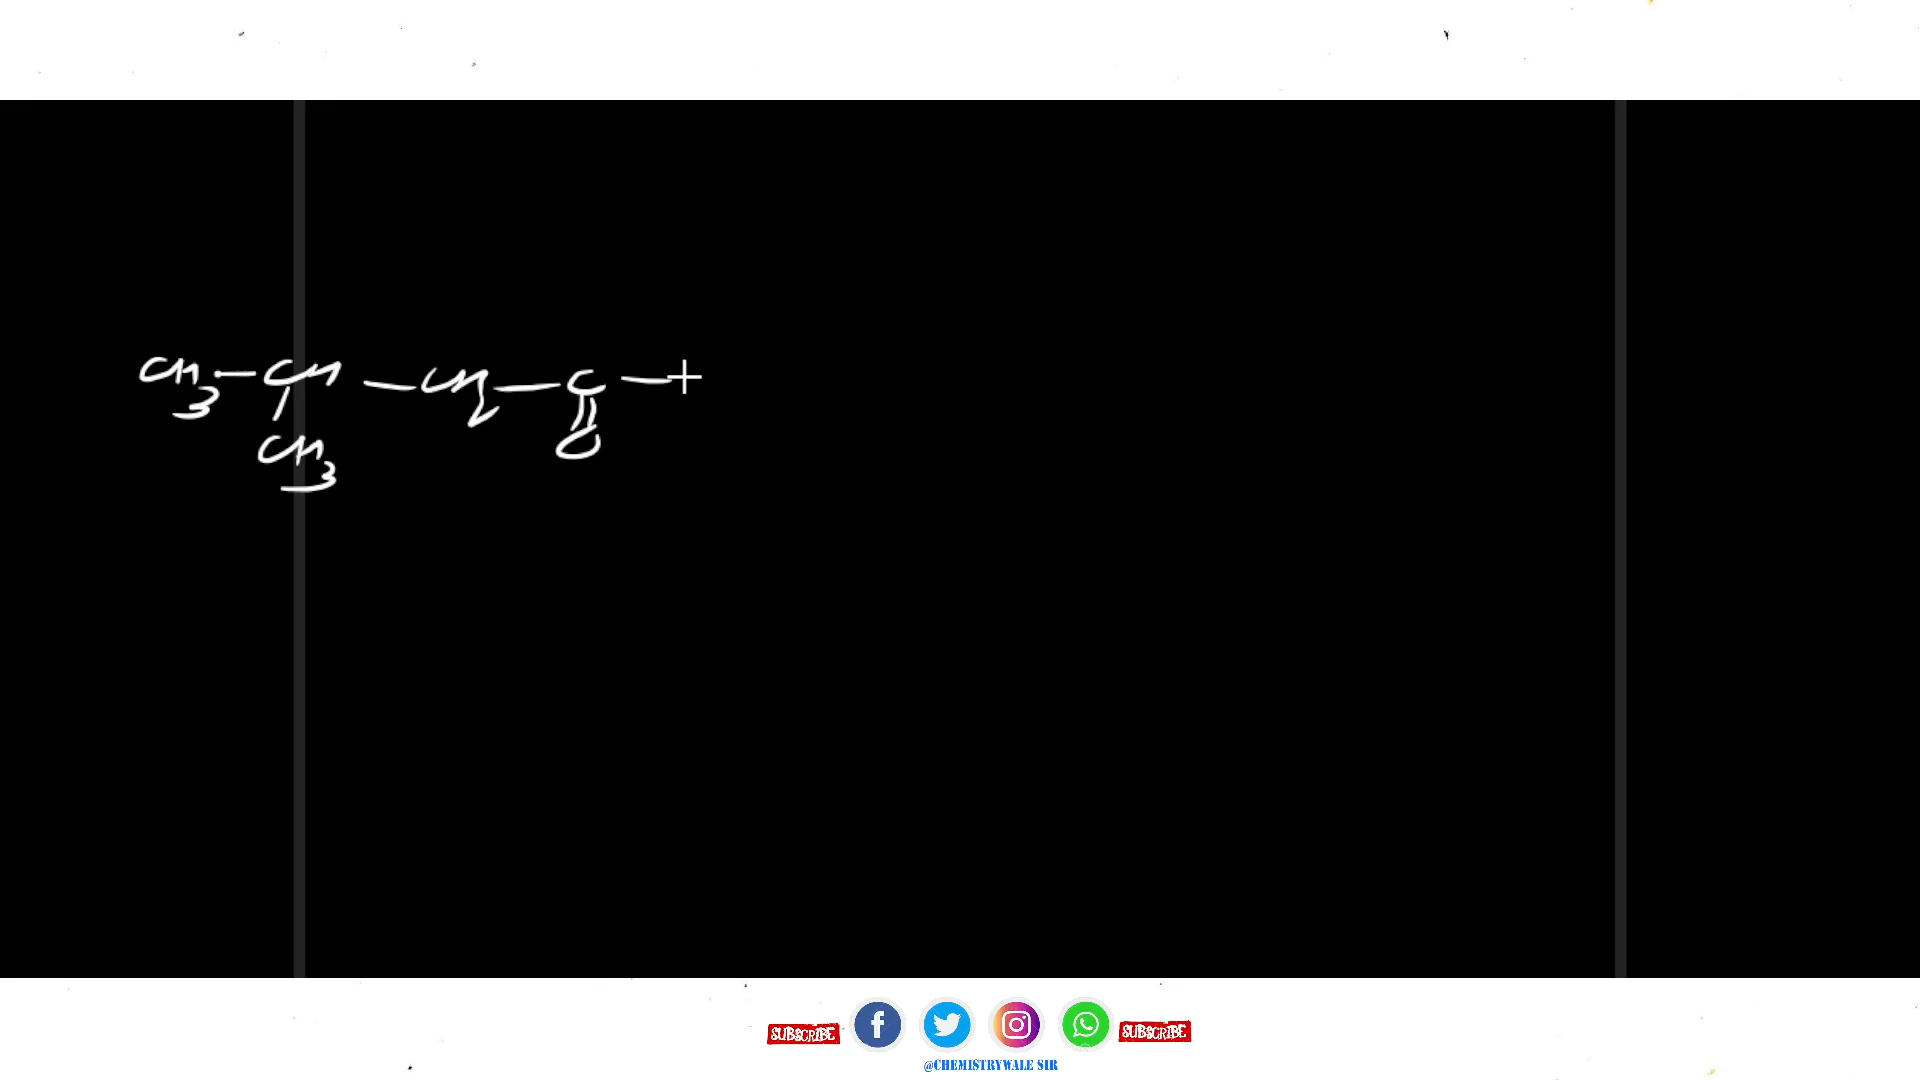 CH3-CH-CH2-C-
CH3
O
SUBSCRIBE
SUBSCRIBE
@CHEMISTRYWALE SIR